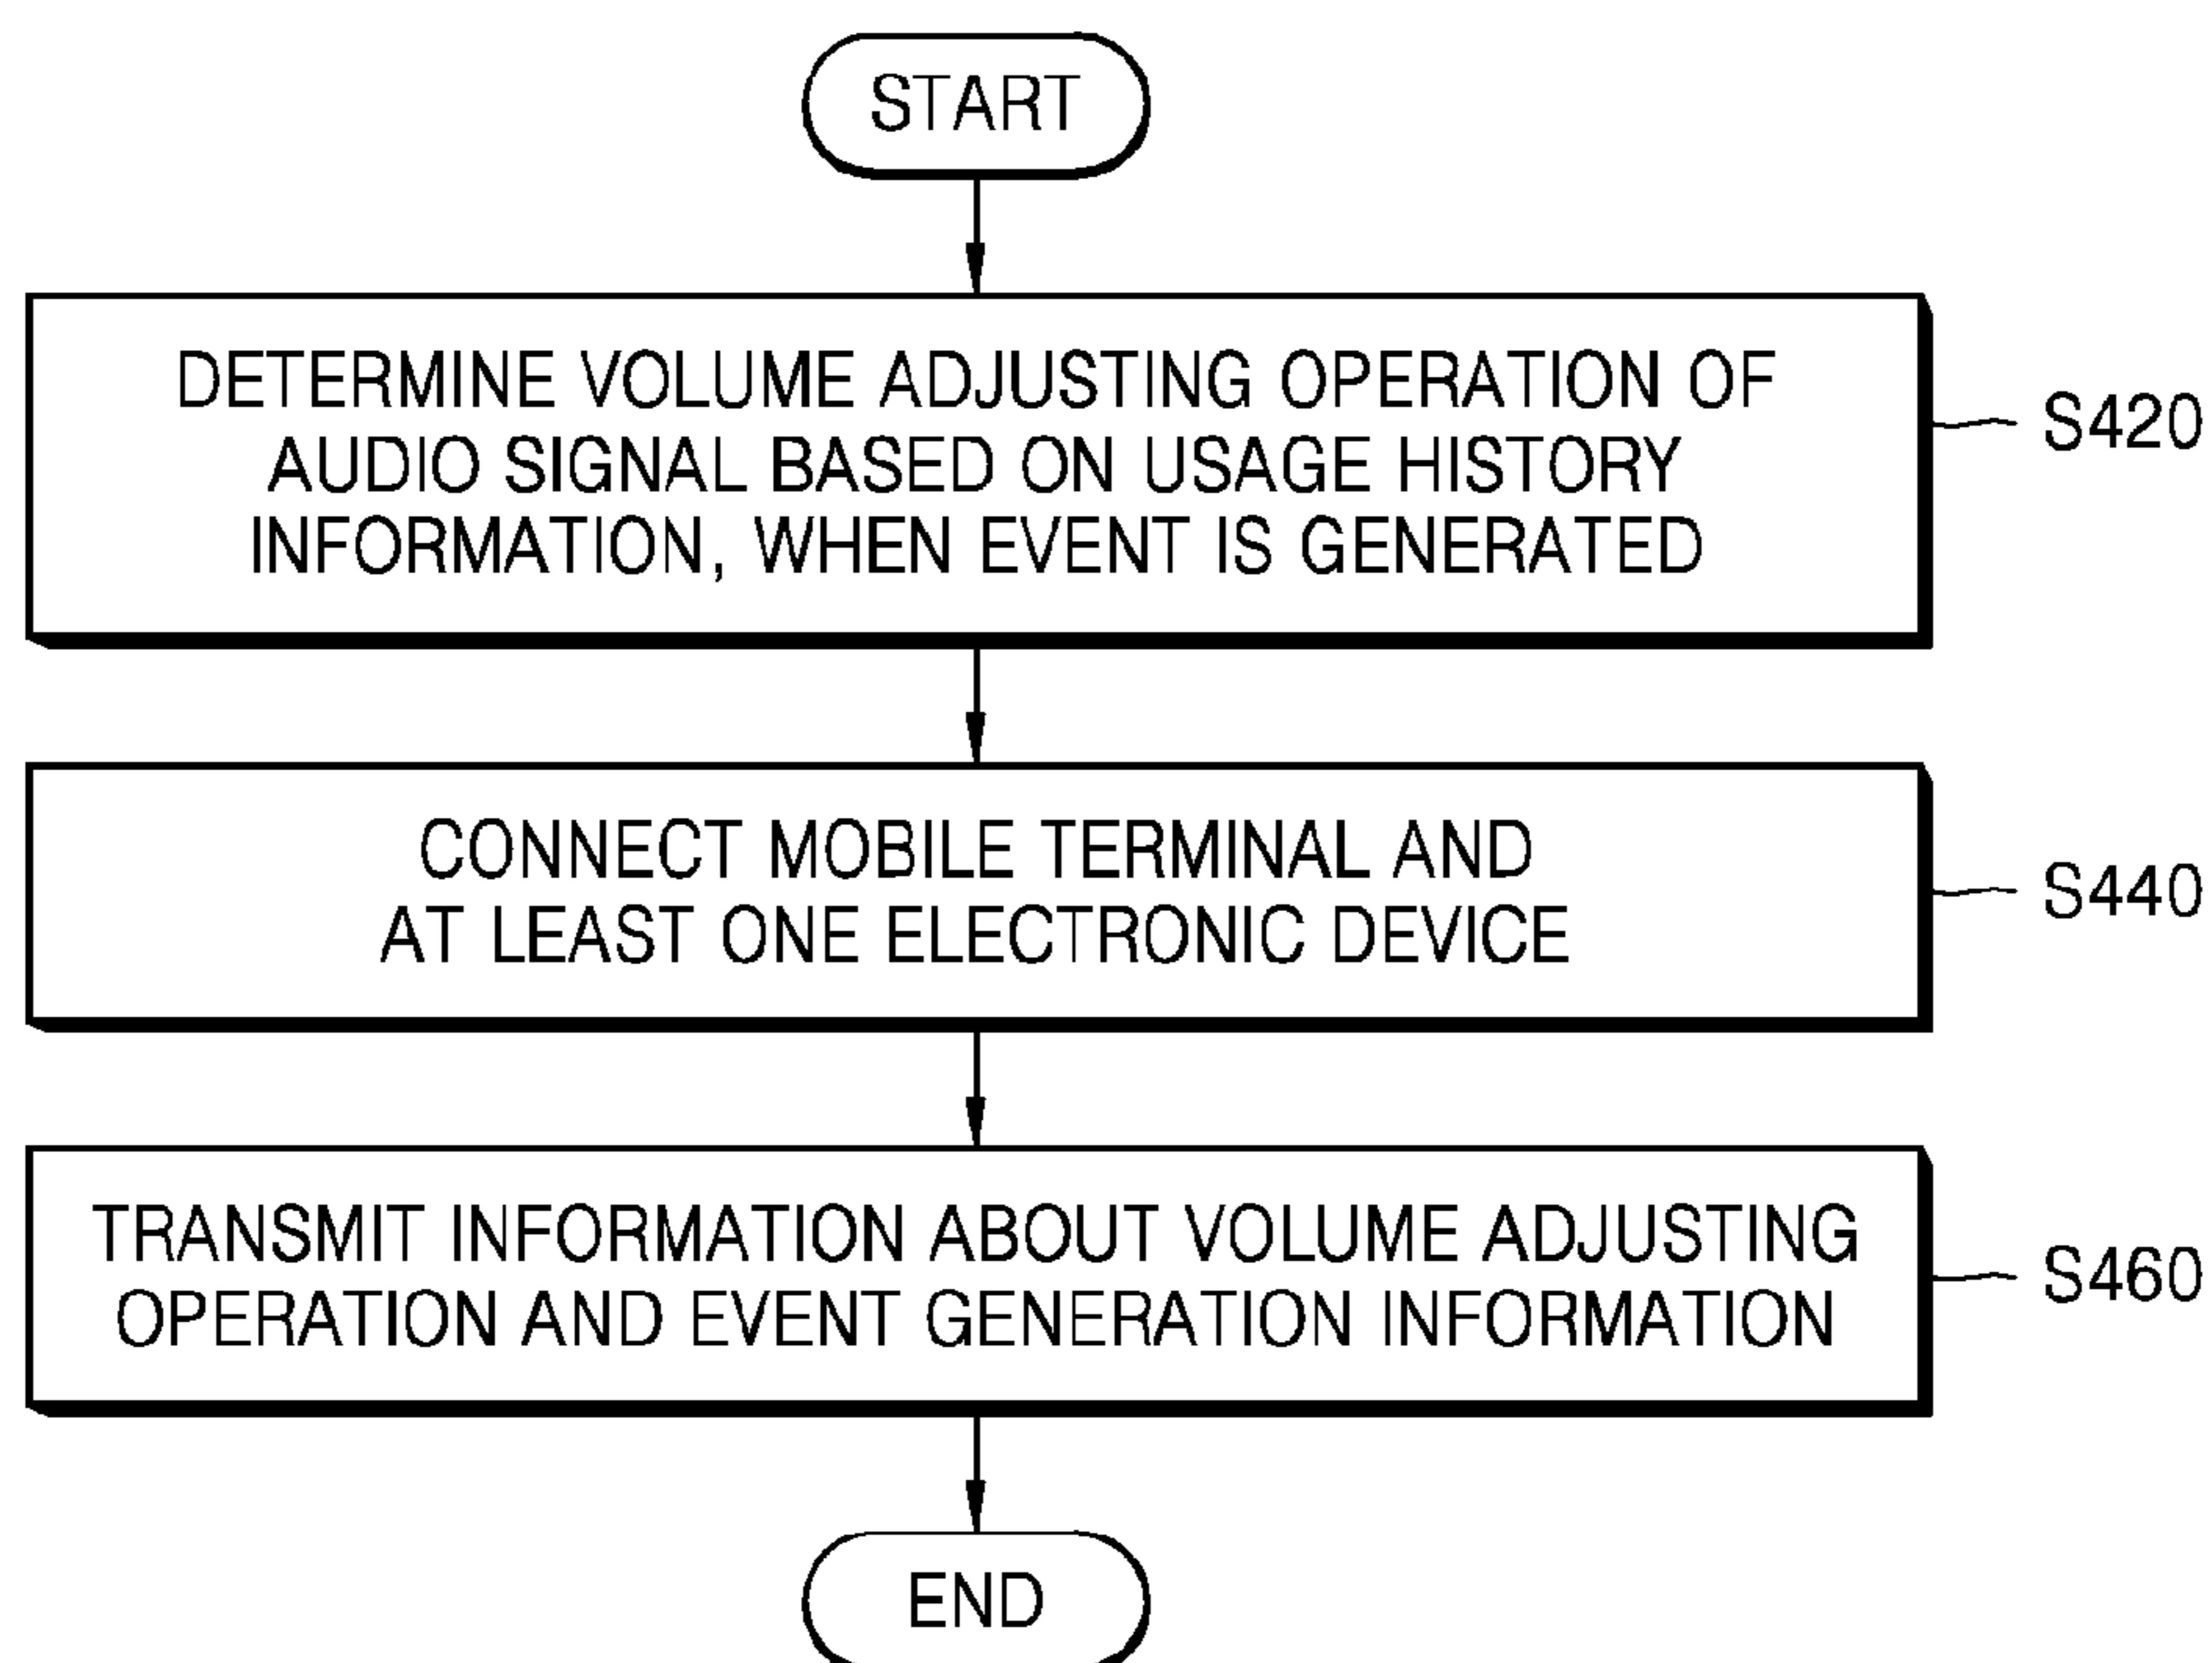 START
DETERMINE VOLUME ADJUSTING OPERATION OF
AUDIO SIGNAL BASED ON USAGE HISTORY
INFORMATION, WHEN EVENT IS GENERATED
S420
CONNECT MOBILE TERMINAL AND
AT LEAST ONE ELECTRONIC DEVICE
S440
TRANSMIT INFORMATION ABOUT VOLUME ADJUSTING
OPERATION AND EVENT GENERATION INFORMATION
S460
END